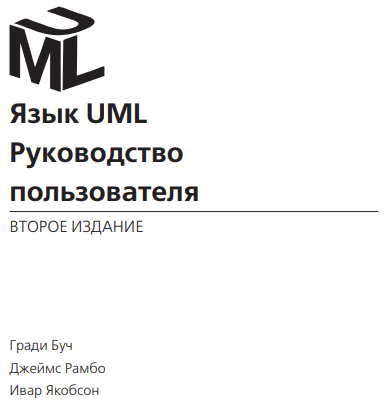 UML
Язык UML
Руководство
пользователя
ВТОРОЕ ИЗДАНИЕ
Гради Буч
Джеймс Рамбо
Ивар Якобсон